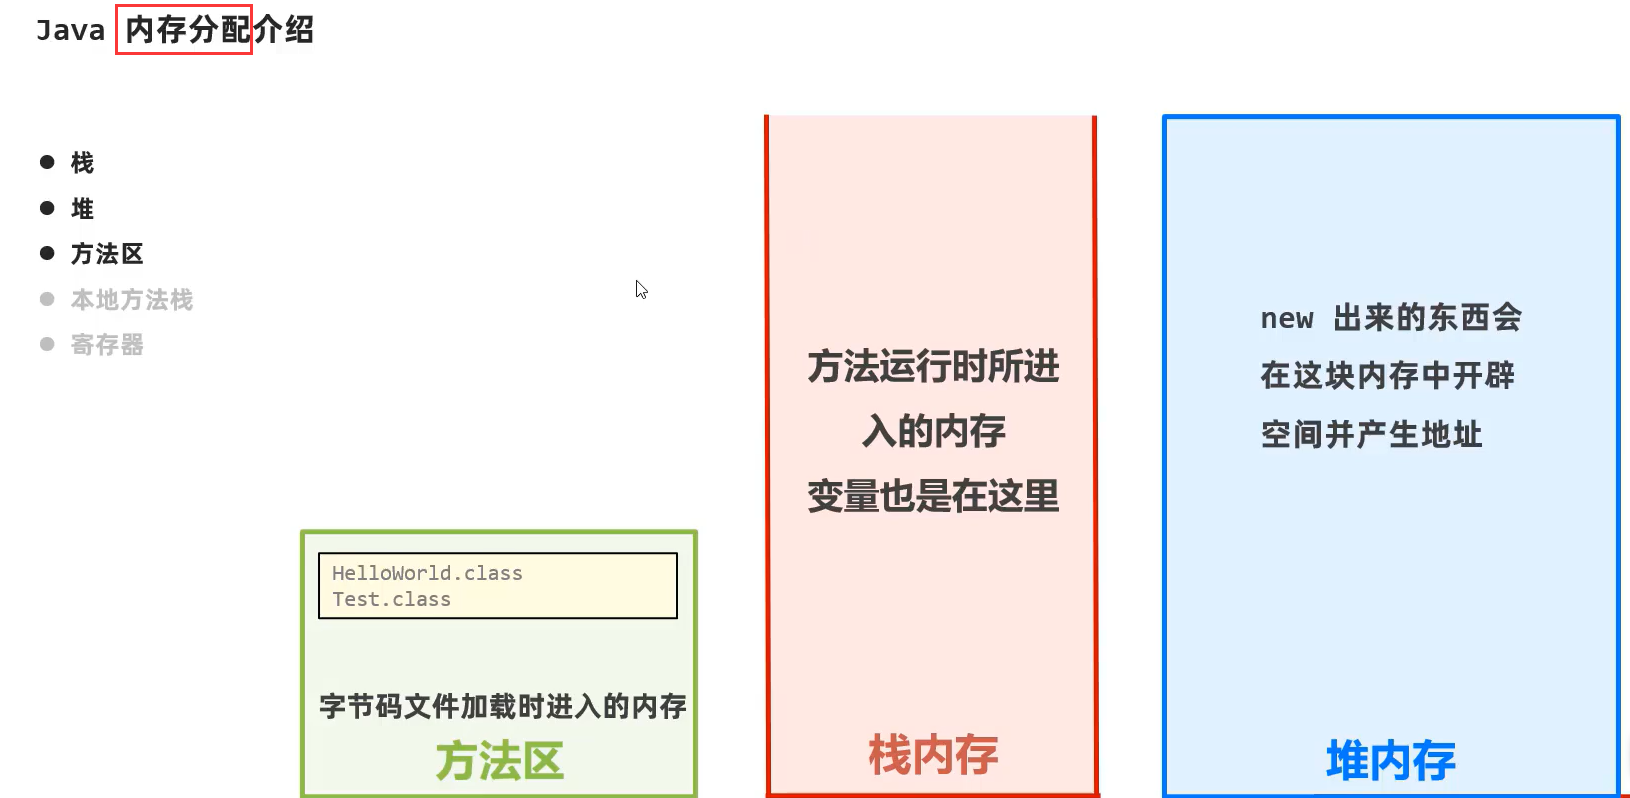 Java 内存分配介绍
栈
堆
方法区
本地方法栈
寄存器
HelloWorld.class
Test.class
字节码文件加载时进入的内存
方法区
方法运行时所进
入的内存
变量也是在这里
栈内存
new 出来的东西会
在这块内存中开辟
空间并产生地址
堆内存